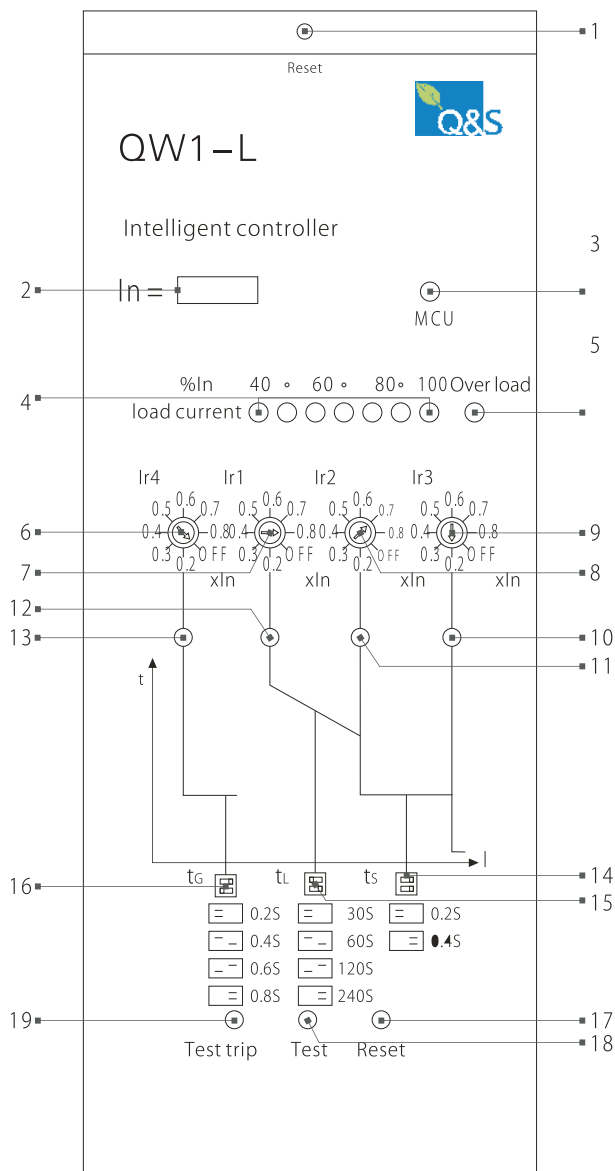 1
Reset
Q&S
QW1-L
Intelligent controller
3
2 In =
MCU
5
%In 40 60 80 100 Over load
4 load current
Ir4 Ir1 Ir2 Ir3
0.6 0.6 0.6 0.6
0.5 0.7 0.5 0.7 0.5 0.7 0.5 0.7
6 0.4 0.8 0.4 0.8 0.4 0.8 0.4 0.8 9
0.3 OFF 0.3 OFF 0.3 OFF 0.3 OFF
0.2 0.2 0.2 0.2
7 8
xIn xIn xIn xIn
12
13 10
11
t
I
tG tL tS 14
16 15
0.2S 30S 0.2S
0.4S 60S 0.4S
0.6S 120S
0.8S 240S
19 17
18
Test trip Test Reset